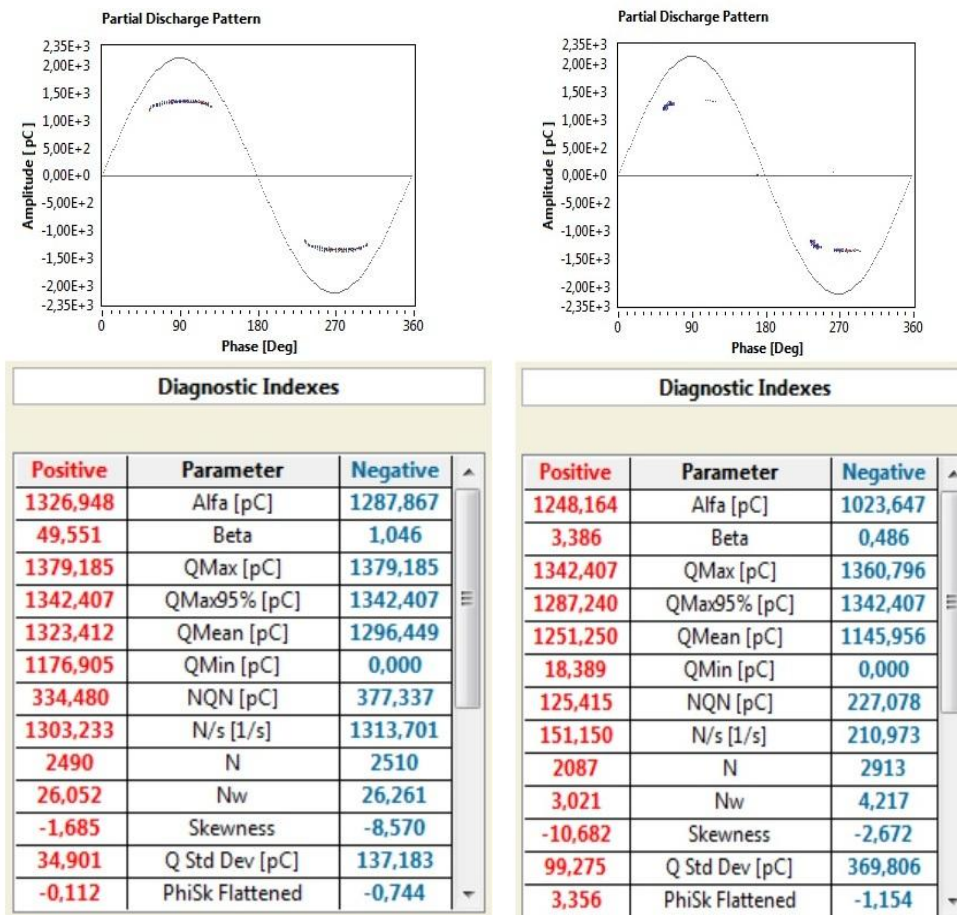 Partial Discharge Pattern
2,35E+3
2,00E+3
1,50E+3
1,00E+3
5,00E+2
0,00E+0
-5,00E+2
-1,00E+3
-1,50E+3
-2,00E+3
-2,35E+3
Amplitude [ pC ]
0 90 180 270 360
Phase [Deg]
Partial Discharge Pattern
2,35E+3
2,00E+3
1,50E+3
1,00E+3
5,00E+2
0,00E+0
-5,00E+2
-1,00E+3
-1,50E+3
-2,00E+3
-2,35E+3
Amplitude [ pC ]
0 90 180 270 360
Phase [Deg]
Diagnostic Indexes
Positive Parameter Negative
1326,948 Alfa [pC] 1287,867
49,551 Beta 1,046
1379,185 QMax [pC] 1379,185
1342,407 QMax95% [pC] 1342,407
1323,412 QMean [pC] 1296,449
1176,905 QMin [pC] 0,000
334,480 NQN [pC] 377,337
1303,233 N/s [1/s] 1313,701
2490 N 2510
26,052 Nw 26,261
-1,685 Skewness -8,570
34,901 Q Std Dev [pC] 137,183
-0,112 PhiSk Flattened -0,744
Diagnostic Indexes
Positive Parameter Negative
1248,164 Alfa [pC] 1023,647
3,386 Beta 0,486
1342,407 QMax [pC] 1360,796
1287,240 QMax95% [pC] 1342,407
1251,250 QMean [pC] 1145,956
18,389 QMin [pC] 0,000
125,415 NQN [pC] 227,078
151,150 N/s [1/s] 210,973
2087 N 2913
3,021 Nw 4,217
-10,682 Skewness -2,672
99,275 Q Std Dev [pC] 369,806
3,356 PhiSk Flattened -1,154